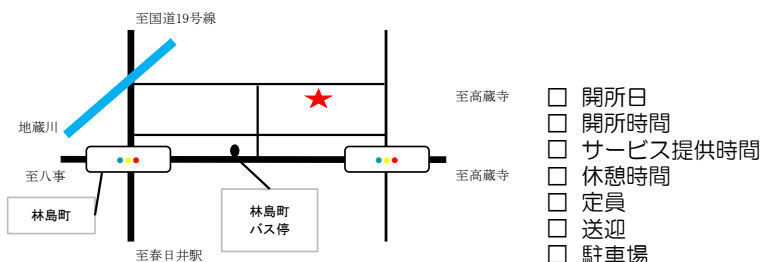 至国道19号線
至高蔵寺
地蔵川
至八事
至高蔵寺
林島町
林島町
バス停
至春日井駅
□ 開所日
□ 開所時間
□ サービス提供時間
□ 休憩時間
□ 定員
□ 送迎
□ 駐車場